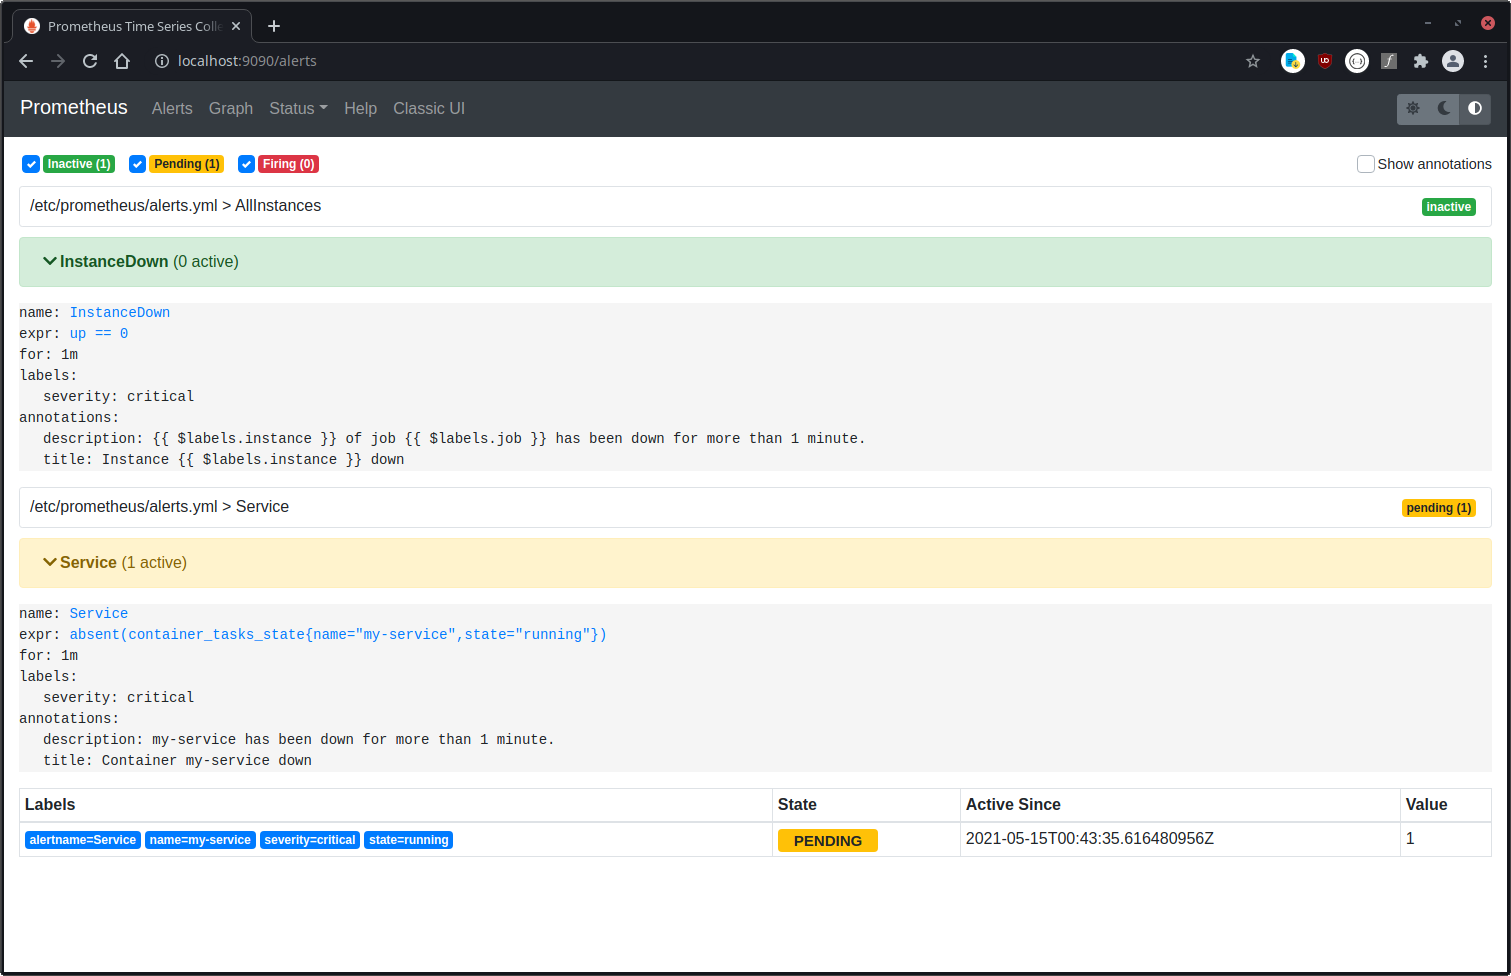 Prometheus Time Series Colle
localhost:9090/alerts
Prometheus Alerts Graph Status Help Classic UI
Inactive (1) Pending (1) Firing (0) Show annotations
/etc/prometheus/alerts.yml > AllInstances inactive
InstanceDown (0 active)
name: InstanceDown
expr: up == 0
for: 1m
labels:
severity: critical
annotations:
description: {{ $labels.instance }} of job {{ $labels.job }} has been down for more than 1 minute.
title: Instance {{ $labels.instance }} down
/etc/prometheus/alerts.yml > Service pending (1)
Service (1 active)
name: Service
expr: absent(container_tasks_state{name="my-service",state="running"})
for: 1m
labels:
severity: critical
annotations:
description: my-service has been down for more than 1 minute.
title: Container my-service down
Labels State Active Since Value
alertname=Service name=my-service severity=critical state=running PENDING 2021-05-15T00:43:35.616480956Z 1